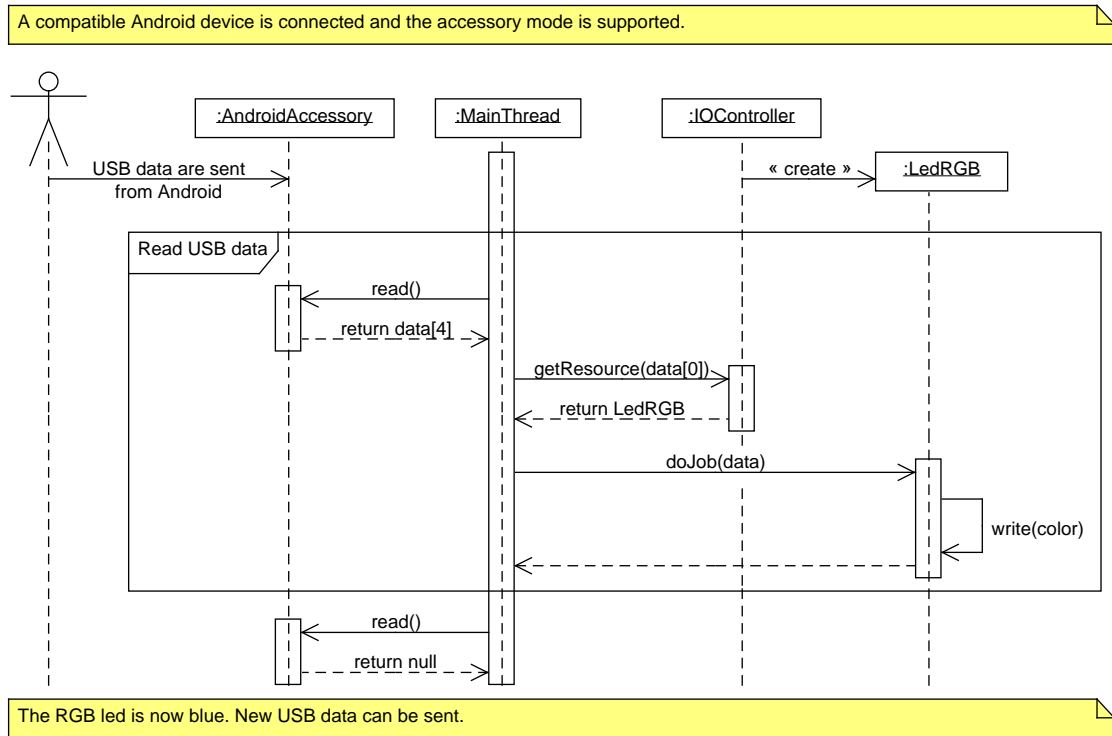 A compatible Android device is connected and the accessory mode is supported.
:AndroidAccessory
:MainThread
:IOController
USB data are sent
from Android
« create »
:LedRGB
Read USB data
read()
return data[4]
getResource(data[0])
return LedRGB
doJob(data)
write(color)
read()
return null
The RGB led is now blue. New USB data can be sent.